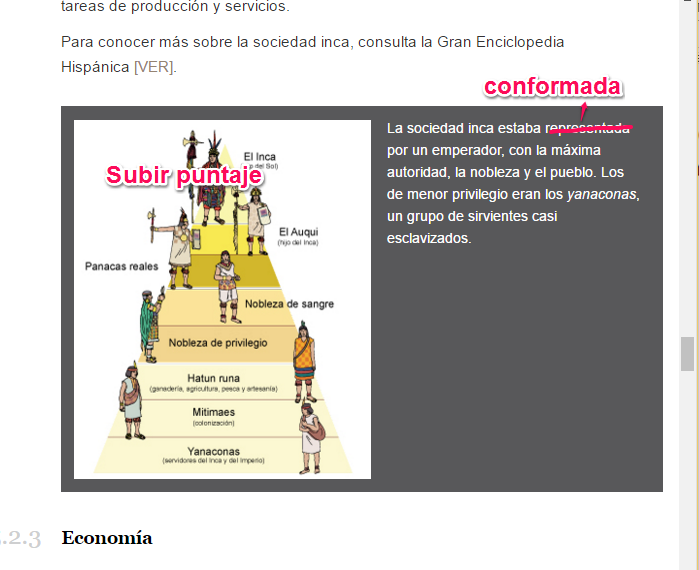 tareas de producción y servicios.
Para conocer más sobre la sociedad inca, consulta la Gran Enciclopedia
Hispánica [VER].
conformada
La sociedad inca estaba representada
por un emperador, con la máxima
autoridad, la nobleza y el pueblo. Los
de menor privilegio eran los yanaconas,
un grupo de sirvientes casi
esclavizados.
El Inca
del Sol)
Subir puntaje
El Auqui
(hijo del Inca)
Panacas reales
Nobleza de sangre
Nobleza de privilegio
Hatun runa
(ganadería, agricultura, pesca y artesanía)
Mitimaes
(colonización)
Yanaconas
(servidores del Inca y del Imperio)
.2.3 Economía